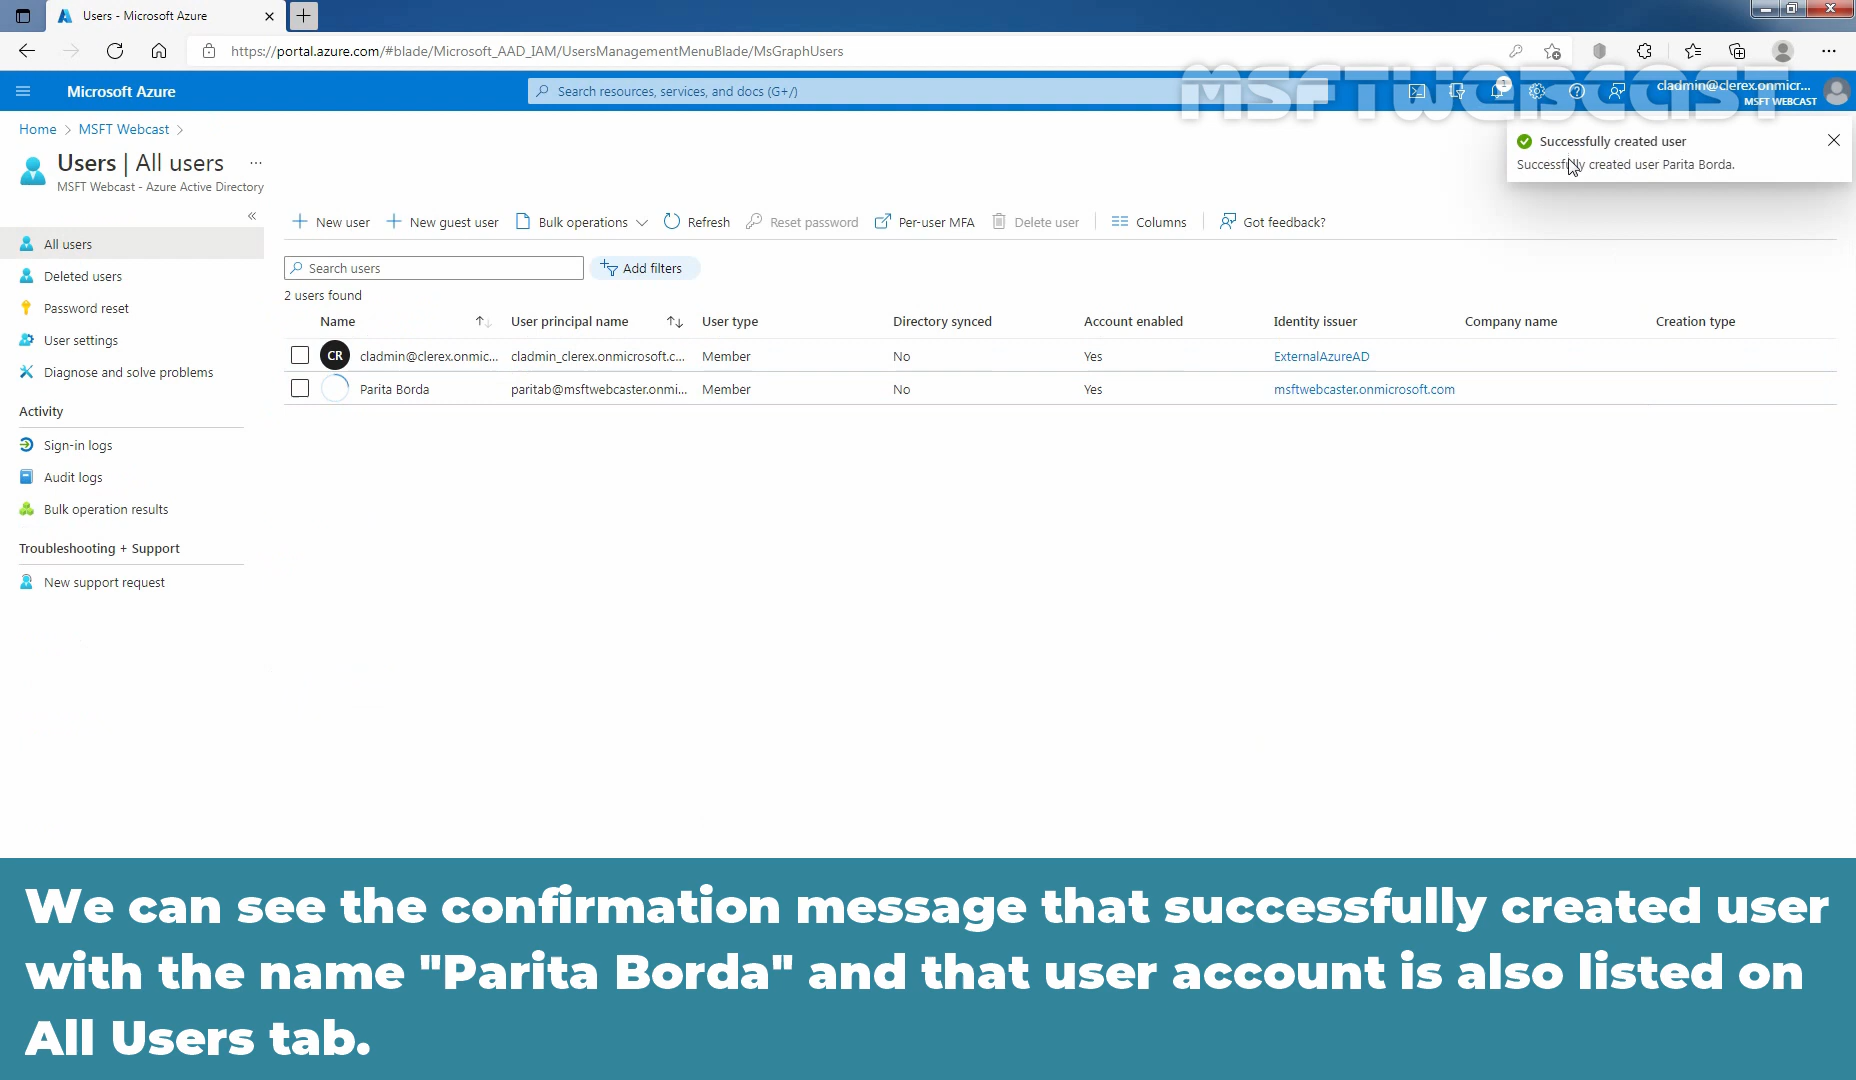 Users - Microsoft Azure
https://portal.azure.com/#blade/Microsoft_AAD_IAM/UsersManagementMenuBlade/MsGraphUsers
Microsoft Azure
Search resources, services, and docs (G+/)
MSFTWEBCAST
1
cladmin@clerex.onmicr...
MSFT WEBCAST
Home > MSFT Webcast >
Successfully created user
Successfully created user Parita Borda.
Users | All users ...
MSFT Webcast - Azure Active Directory
New user New guest user Bulk operations Refresh Reset password Per-user MFA Delete user Columns Got feedback?
All users
Deleted users
Password reset
User settings
Diagnose and solve problems
Activity
Sign-in logs
Audit logs
Bulk operation results
Troubleshooting + Support
New support request
Search users Add filters
2 users found
Name User principal name User type Directory synced Account enabled Identity issuer Company name Creation type
CR cladmin@clerex.onmic... cladmin_clerex.onmicrosoft.c... Member No Yes ExternalAzureAD
Parita Borda paritab@msftwebcaster.onmi... Member No Yes msftwebcaster.onmicrosoft.com
We can see the confirmation message that successfully created user
with the name "Parita Borda" and that user account is also listed on
All Users tab.